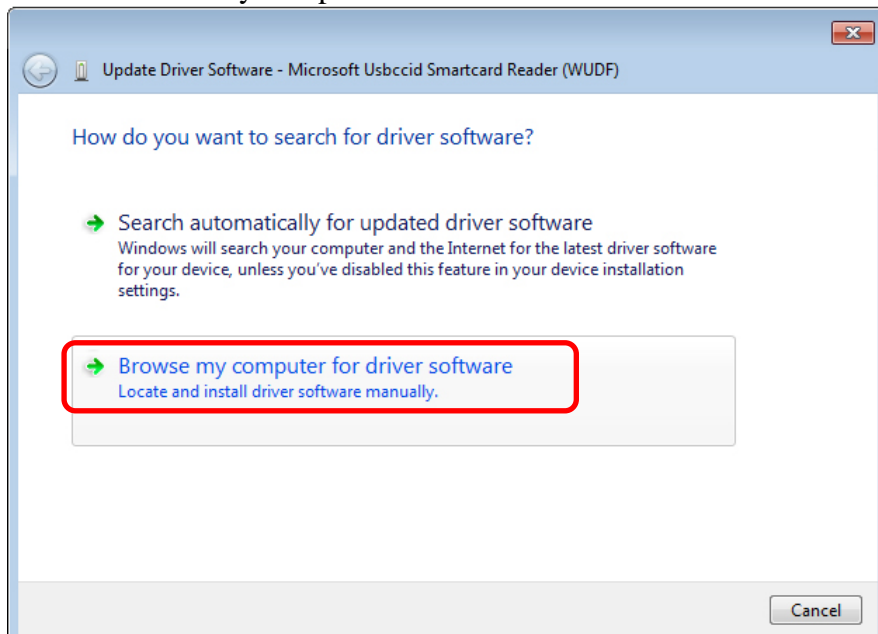 Update Driver Software - Microsoft Usbccid Smartcard Reader (WUDF)
How do you want to search for driver software?
Search automatically for updated driver software
Windows will search your computer and the Internet for the latest driver software
for your device, unless you've disabled this feature in your device installation
settings.
Browse my computer for driver software
Locate and install driver software manually.
Cancel